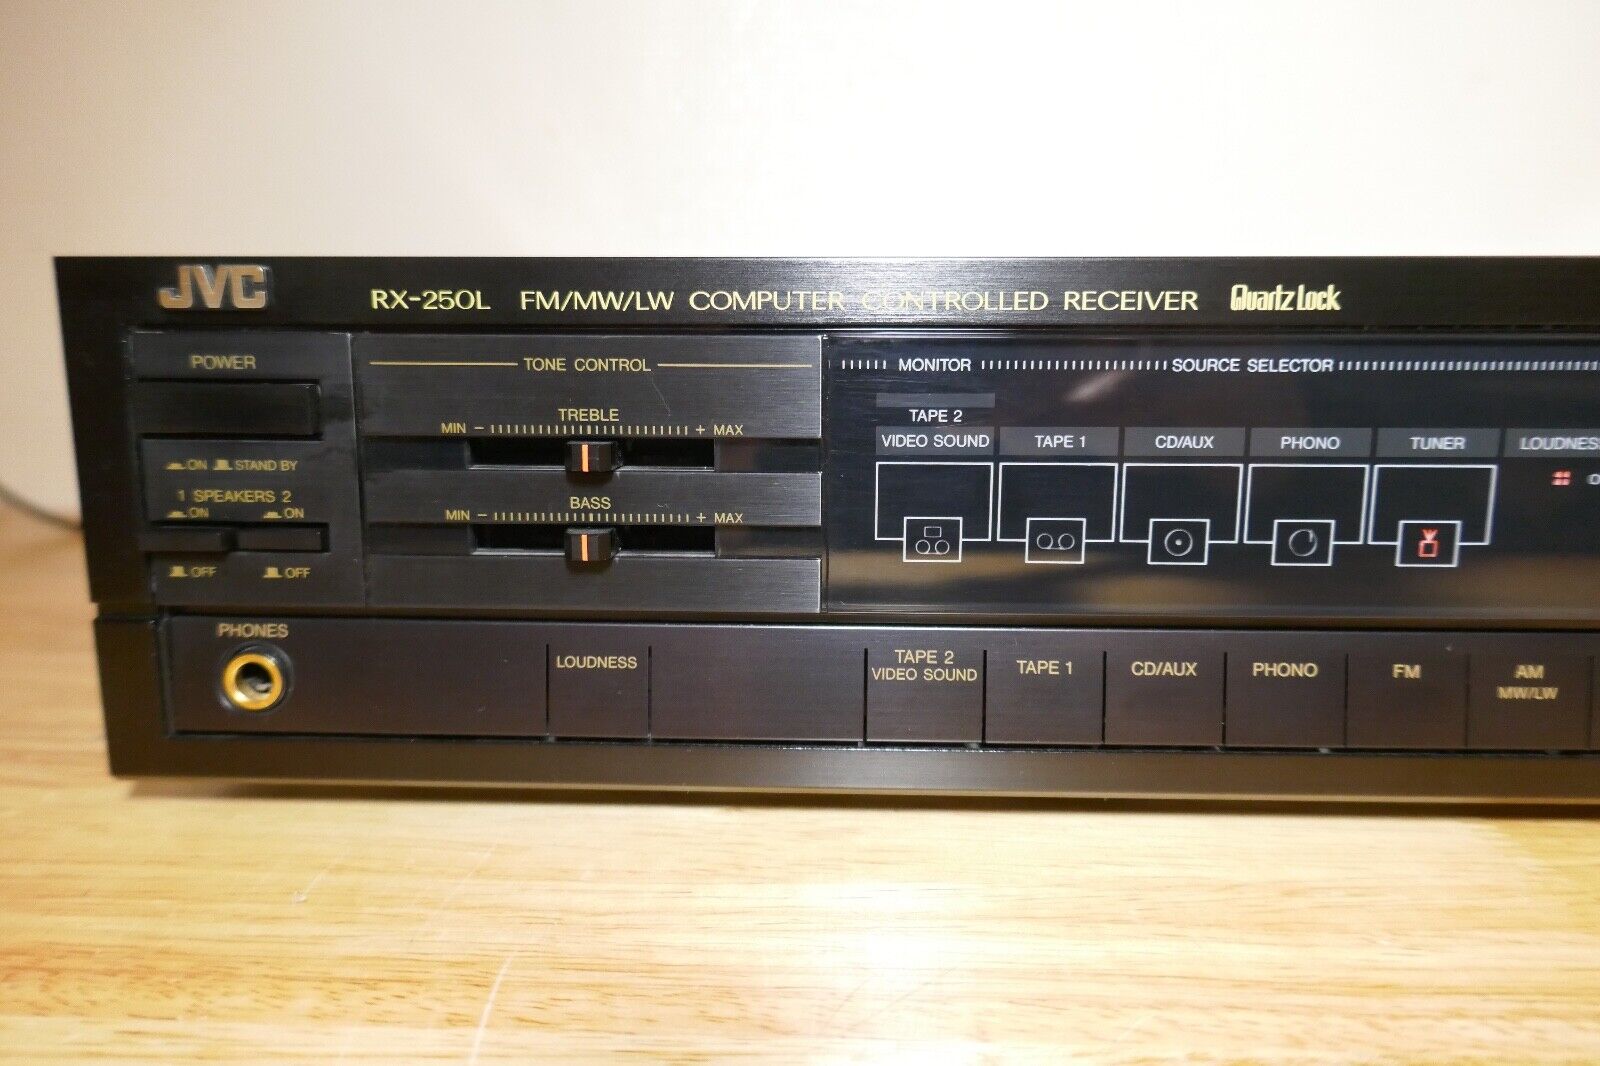 JVC
RX-250L FM/MW/LW COMPUTER CONTROLLED RECEIVER Quartz Lock
POWER
ON STAND BY
1 SPEAKERS 2
ON ON
OFF OFF
TONE CONTROL
TREBLE
MIN - + MAX
BASS
MIN - + MAX
MONITOR SOURCE SELECTOR
TAPE 2
VIDEO SOUND TAPE 1 CD/AUX PHONO TUNER LOUDNESS
PHONES
LOUDNESS
TAPE 2
VIDEO SOUND
TAPE 1
CD/AUX
PHONO
FM
AM
MW/LW